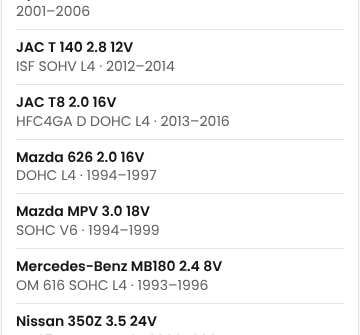 2001–2006
JAC T 140 2.8 12V
ISF SOHV L4 · 2012–2014
JAC T8 2.0 16V
HFC4GA D DOHC L4 · 2013–2016
Mazda 626 2.0 16V
DOHC L4 · 1994–1997
Mazda MPV 3.0 18V
SOHC V6 · 1994–1999
Mercedes-Benz MB180 2.4 8V
OM 616 SOHC L4 · 1993–1996
Nissan 350Z 3.5 24V